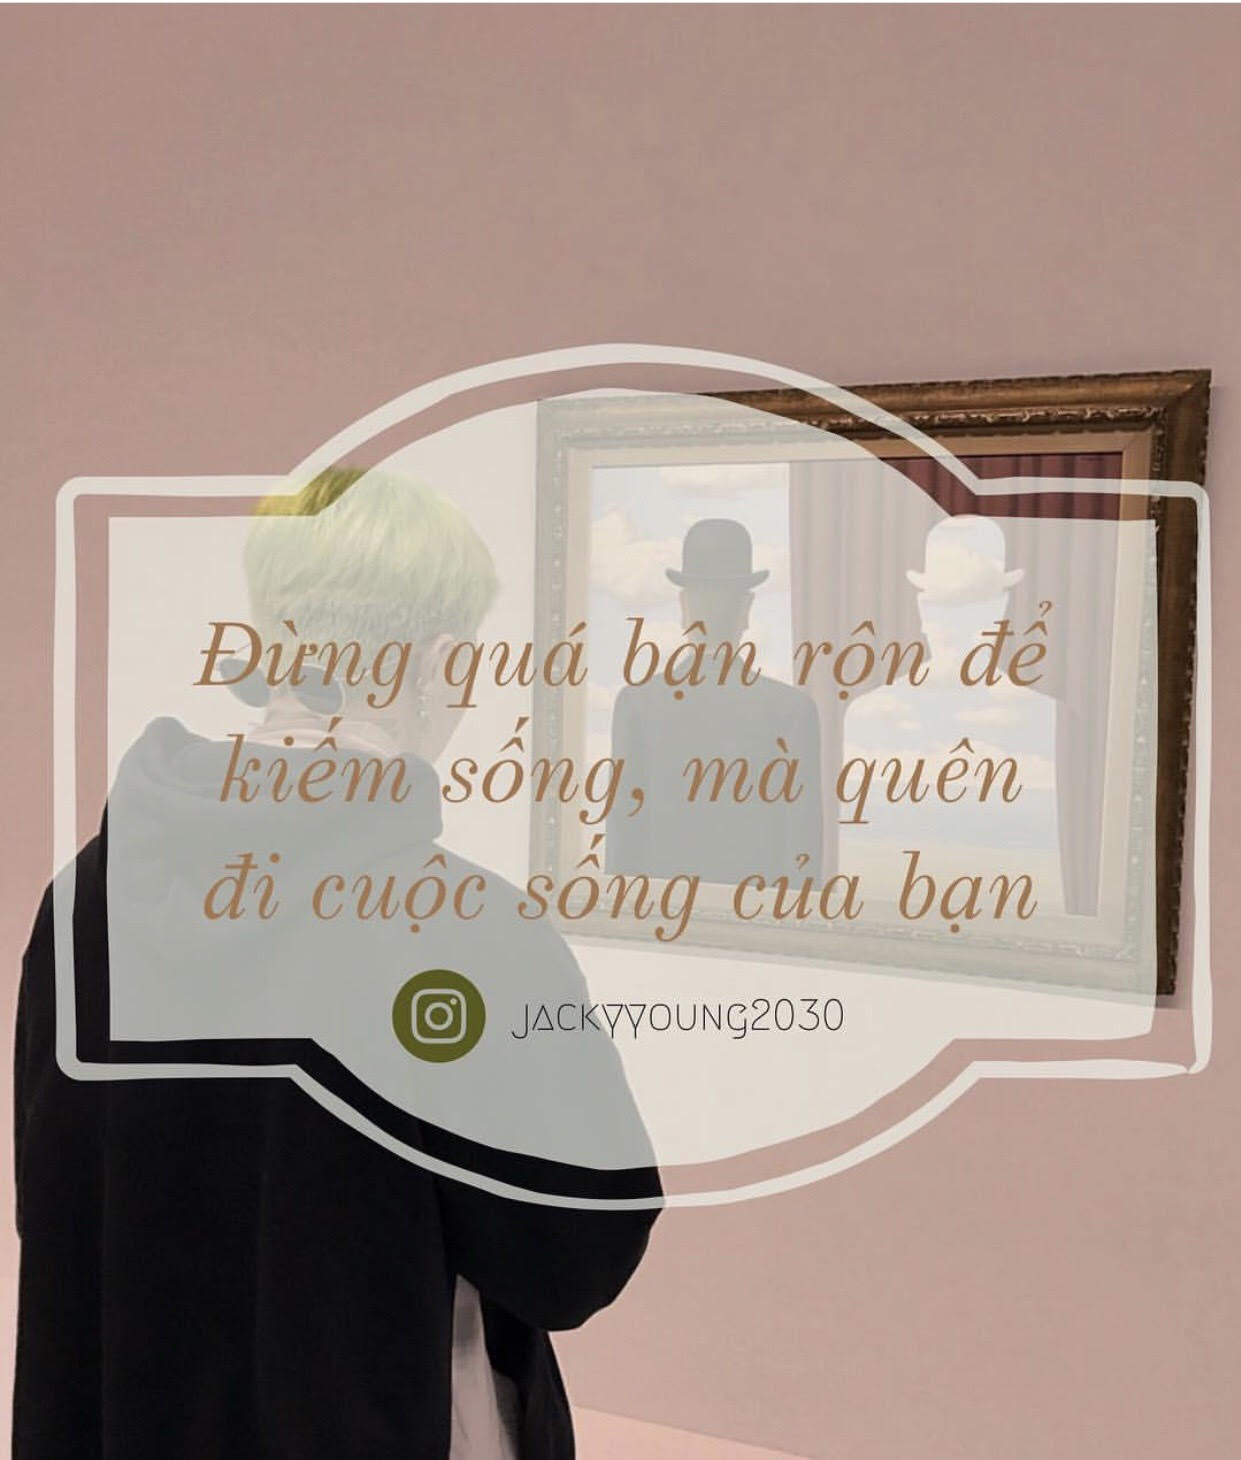 Đừng quá bận rộn để
kiếm sống, mà quên
đi cuộc sống của bạn
JACKYYOUNG2030